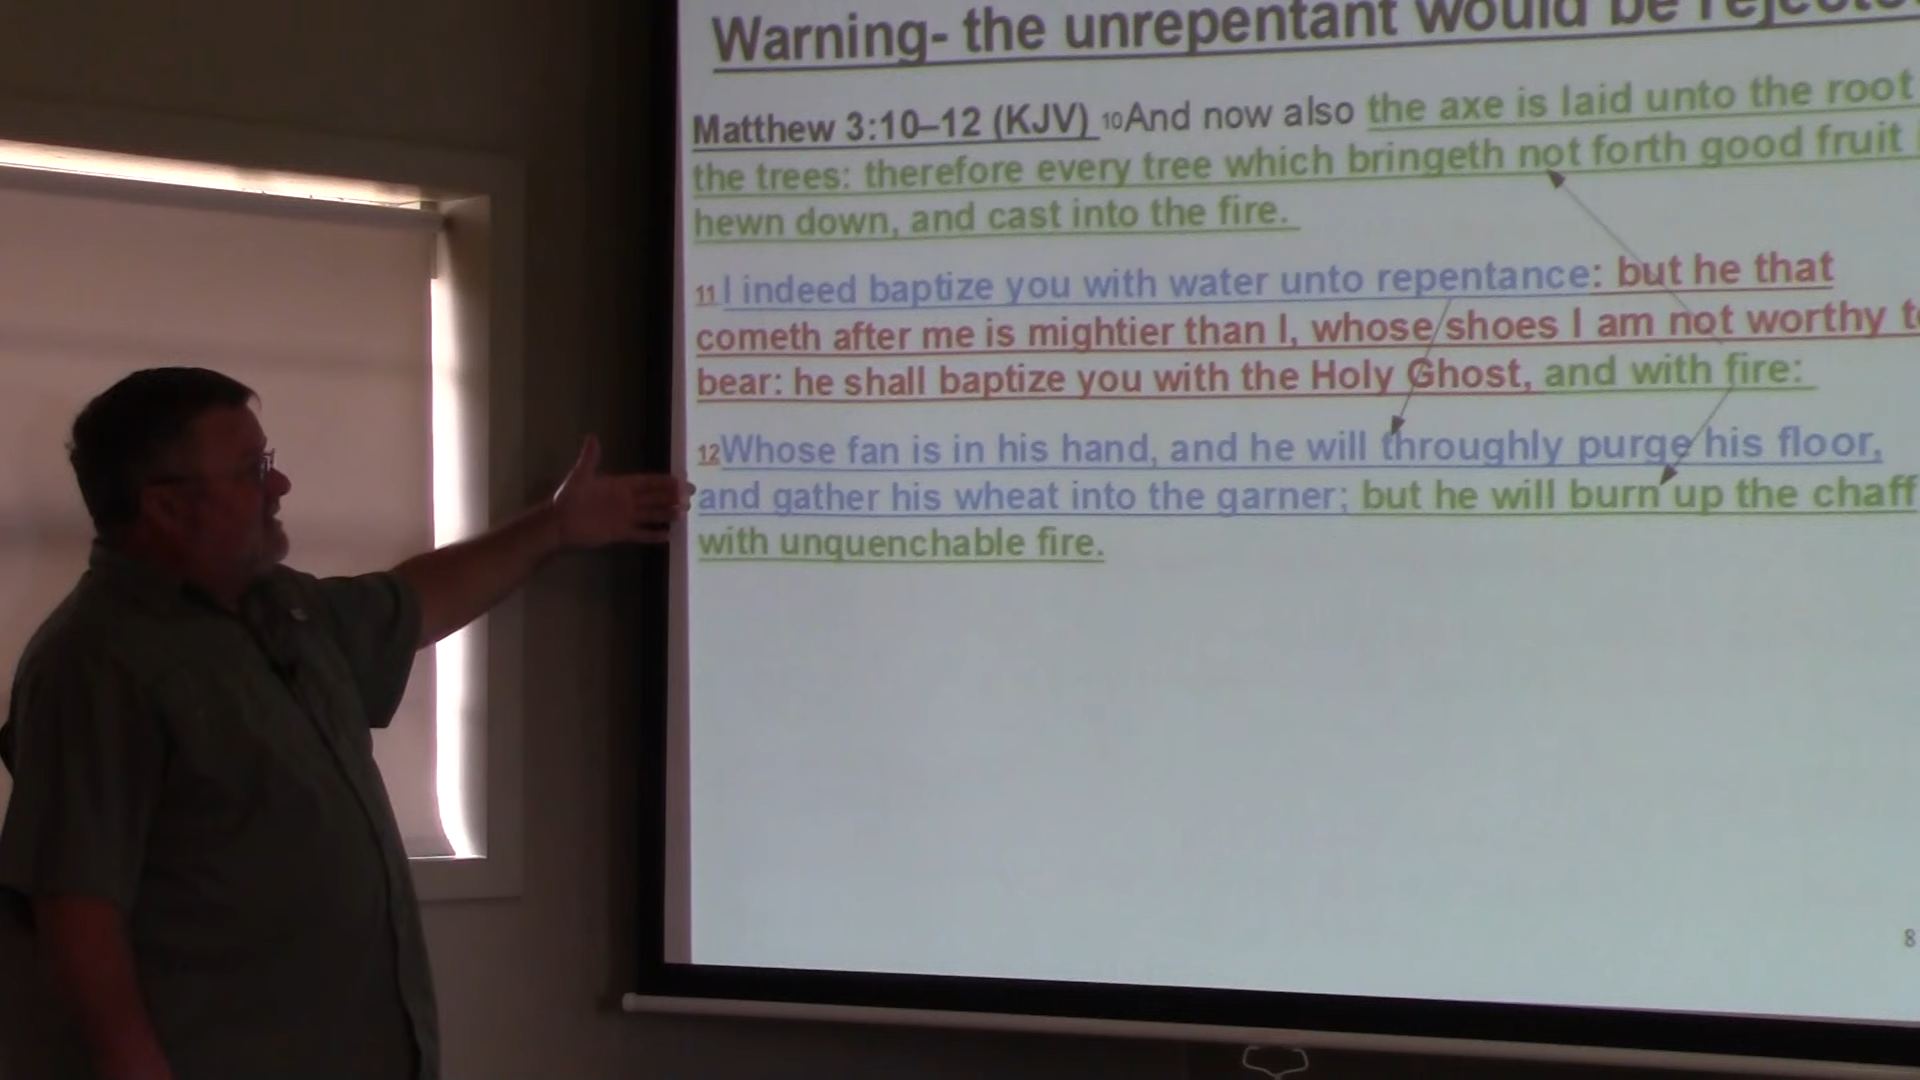 Warning- the unrepentant would be rejecte
Matthew 3:10–12 (KJV) 10And now also the axe is laid unto the root
the trees: therefore every tree which bringeth not forth good fruit
hewn down, and cast into the fire.
11 I indeed baptize you with water unto repentance: but he that
cometh after me is mightier than I, whose shoes I am not worthy t
bear: he shall baptize you with the Holy Ghost, and with fire:
12Whose fan is in his hand, and he will throughly purge his floor,
and gather his wheat into the garner; but he will burn up the chaff
with unquenchable fire.
8